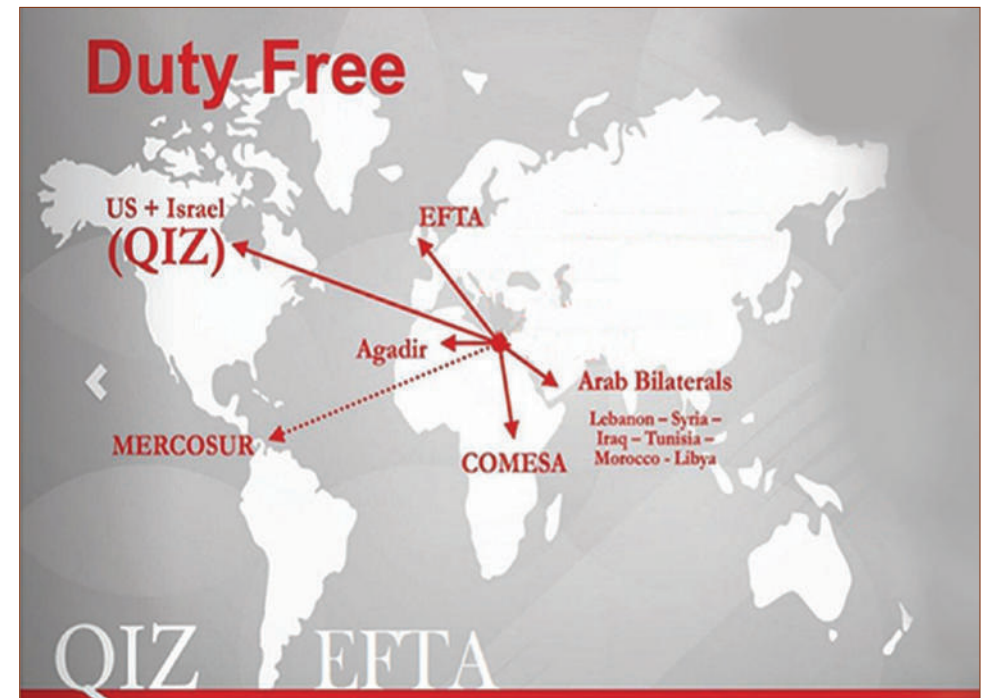 Duty Free
US + Israel
(QIZ)
EFTA
Agadir
Arab Bilaterals
Lebanon – Syria –
Iraq – Tunisia –
Morocco - Libya
MERCOSUR
COMESA
QIZ EFTA